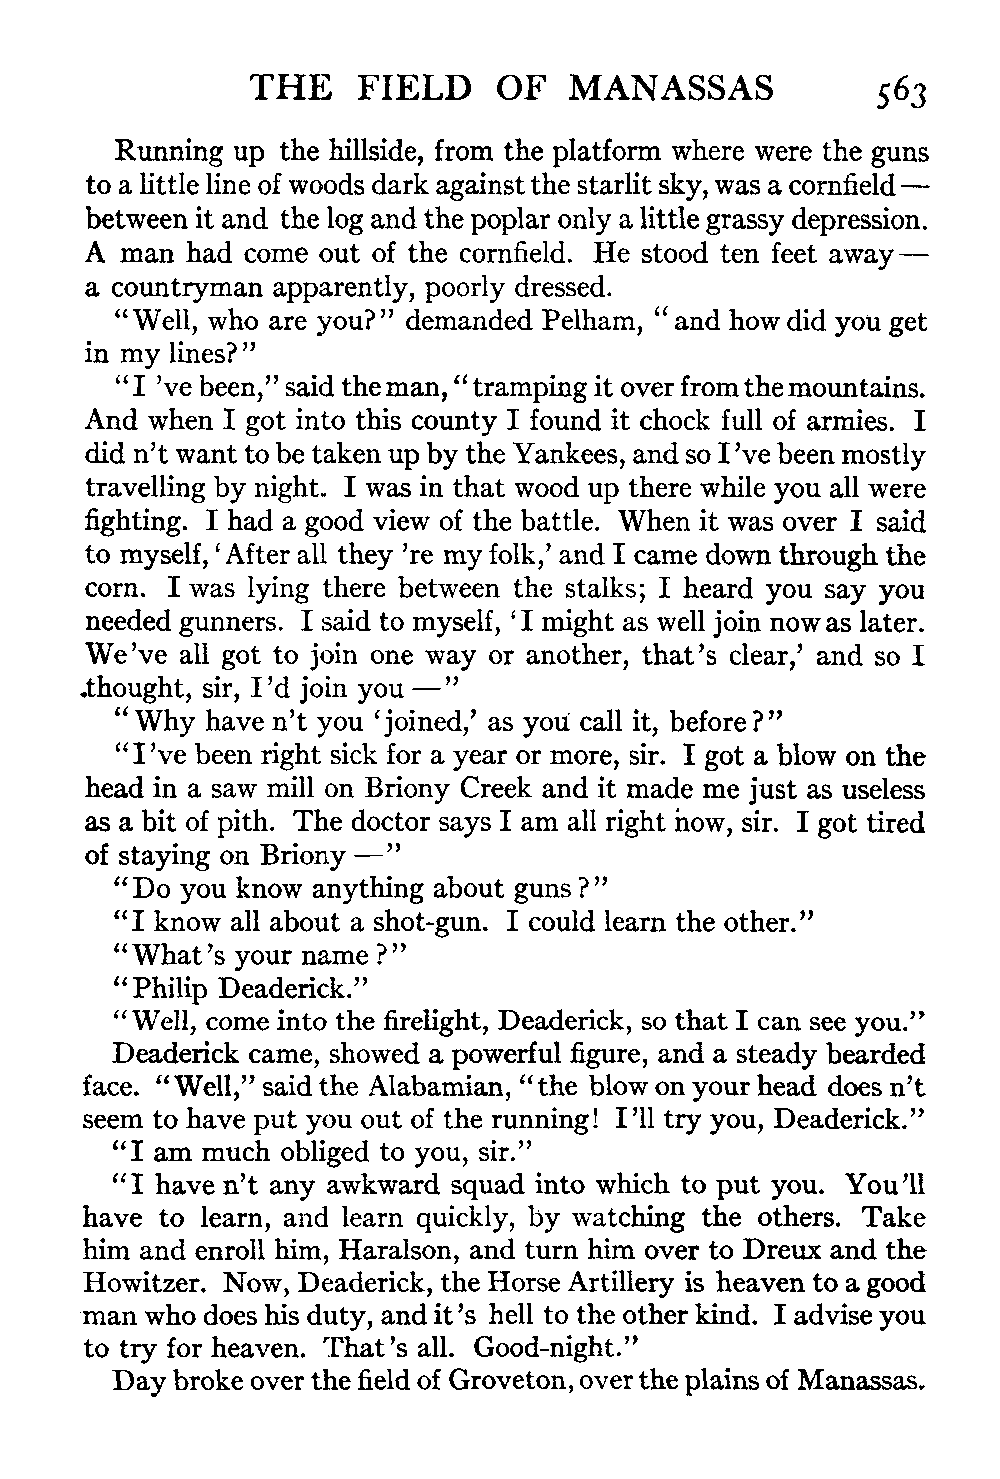 THE FIELD OF MANASSAS 563
Running up the hillside, from the platform where were the guns
to a little line of woods dark against the starlit sky, was a cornfield —
between it and the log and the poplar only a little grassy depression.
A man had come out of the cornfield. He stood ten feet away —
a countryman apparently, poorly dressed.
“Well, who are you?” demanded Pelham, “and how did you get
in my lines?”
“I 've been,” said the man, “tramping it over from the mountains.
And when I got into this county I found it chock full of armies. I
did n't want to be taken up by the Yankees, and so I've been mostly
travelling by night. I was in that wood up there while you all were
fighting. I had a good view of the battle. When it was over I said
to myself, ‘After all they 're my folk,’ and I came down through the
corn. I was lying there between the stalks; I heard you say you
needed gunners. I said to myself, ‘I might as well join now as later.
We've all got to join one way or another, that's clear,’ and so I
thought, sir, I'd join you —”
“Why have n't you ‘joined,’ as you call it, before?”
“I've been right sick for a year or more, sir. I got a blow on the
head in a saw mill on Briony Creek and it made me just as useless
as a bit of pith. The doctor says I am all right now, sir. I got tired
of staying on Briony —”
“Do you know anything about guns?”
“I know all about a shot-gun. I could learn the other.”
“What's your name?”
“Philip Deaderick.”
“Well, come into the firelight, Deaderick, so that I can see you.”
Deaderick came, showed a powerful figure, and a steady bearded
face. “Well,” said the Alabamian, “the blow on your head does n't
seem to have put you out of the running! I'll try you, Deaderick.”
“I am much obliged to you, sir.”
“I have n't any awkward squad into which to put you. You'll
have to learn, and learn quickly, by watching the others. Take
him and enroll him, Haralson, and turn him over to Dreux and the
Howitzer. Now, Deaderick, the Horse Artillery is heaven to a good
man who does his duty, and it's hell to the other kind. I advise you
to try for heaven. That's all. Good-night.”
Day broke over the field of Groveton, over the plains of Manassas.